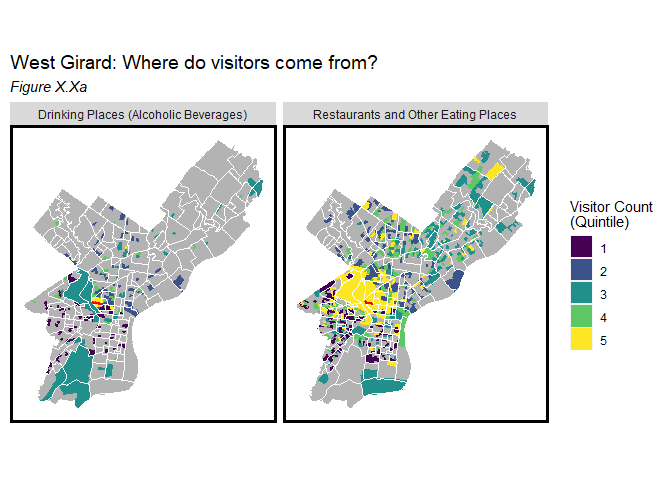 West Girard: Where do visitors come from?
Figure X.Xa
Drinking Places (Alcoholic Beverages)
Restaurants and Other Eating Places
Visitor Count
(Quintile)
1
2
3
4
5